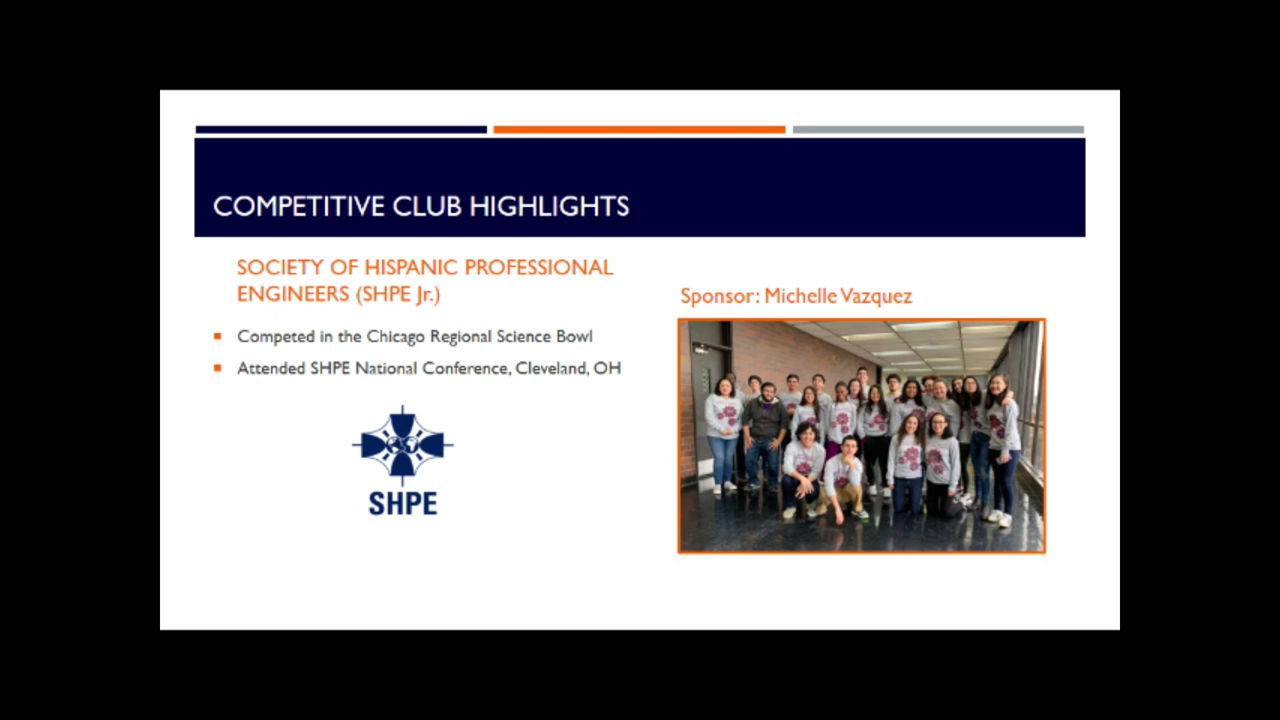 COMPETITIVE CLUB HIGHLIGHTS
SOCIETY OF HISPANIC PROFESSIONAL
ENGINEERS (SHPE Jr.)
Competed in the Chicago Regional Science Bowl
Attended SHPE National Conference, Cleveland, OH
SHPE
Sponsor: Michelle Vazquez